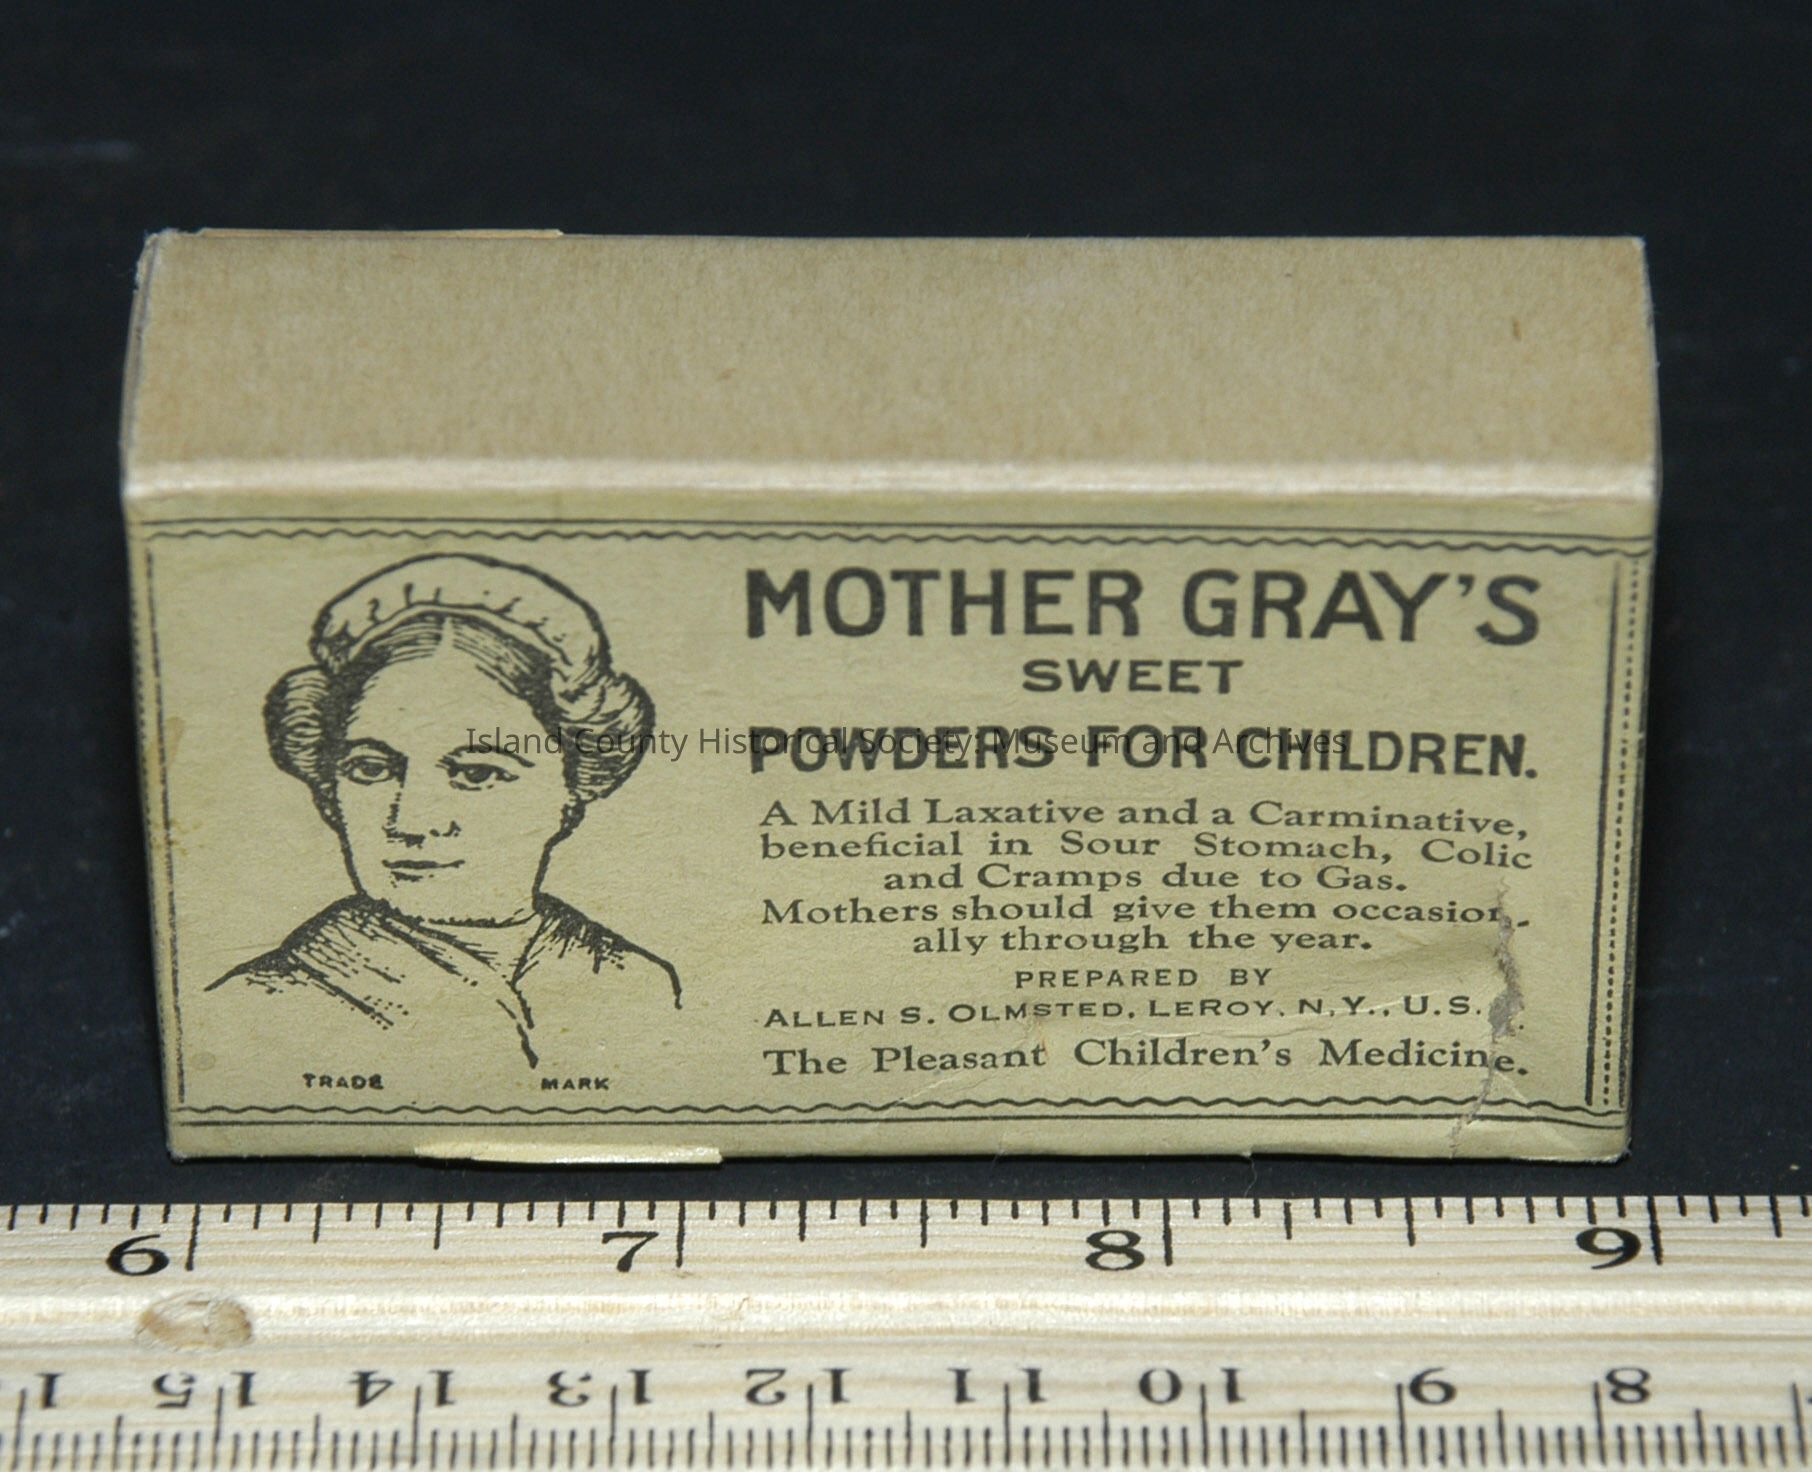 MOTHER GRAY'S
SWEET
POWDERS FOR CHILDREN.
Island County Historical Society: Museum and Archives
A Mild Laxative and a Carminative,
beneficial in Sour Stomach, Colic
and Cramps due to Gas.
Mothers should give them occasion-
ally through the year.
PREPARED BY
ALLEN S. OLMSTED, LEROY, N.Y., U.S.
The Pleasant Children's Medicine.
TRADE MARK
6 7 8 9
15 14 13 12 11 10 9 8